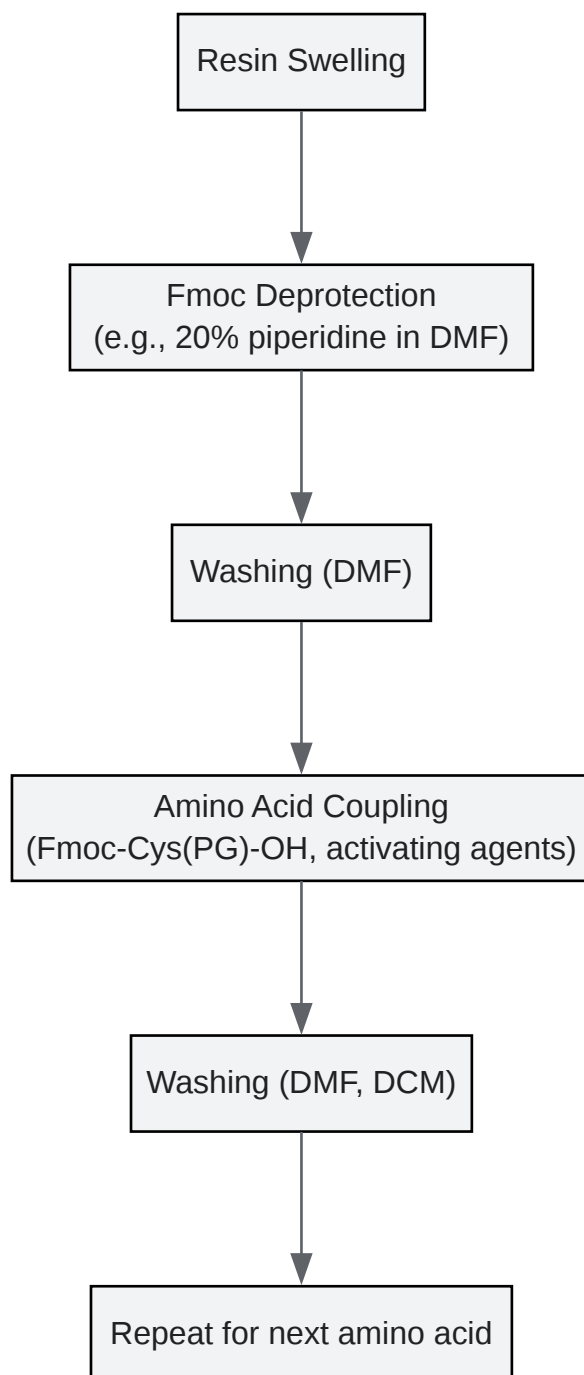 Resin Swelling
Fmoc Deprotection
(e.g., 20% piperidine in DMF)
Washing (DMF)
Amino Acid Coupling
(Fmoc-Cys(PG)-OH, activating agents)
Washing (DMF, DCM)
Repeat for next amino acid